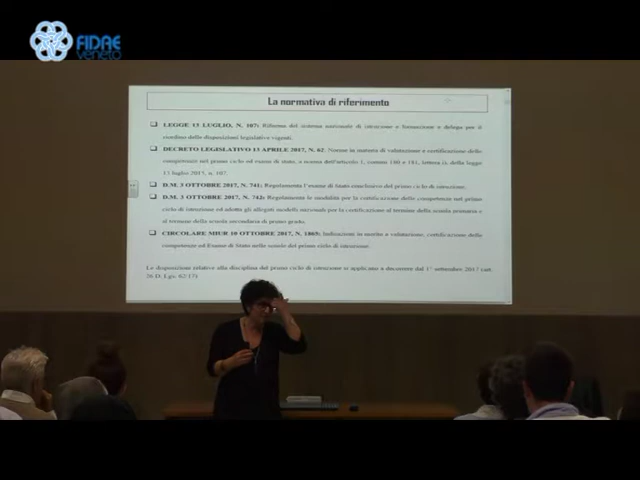 FIDAE
veneto
La normativa di riferimento
❑ LEGGE 13 LUGLIO, N. 107: Riforma del sistema nazionale di istruzione e formazione e delega per il
riordino delle disposizioni legislative vigenti.
❑ DECRETO LEGISLATIVO 13 APRILE 2017, N. 62: Norme in materia di valutazione e certificazione delle
competenze nel primo ciclo ed esame di stato, a norma dell'articolo 1, commi 180 e 181, lettera i), della legge
13 luglio 2015, n. 107.
❑ D.M. 3 OTTOBRE 2017, N. 741: Regolamenta l'esame di Stato conclusivo del primo ciclo di istruzione.
❑ D.M. 3 OTTOBRE 2017, N. 742: Regolamenta le modalità per la certificazione delle competenze nel primo
ciclo di istruzione ed adotta gli allegati modelli nazionali per la certificazione al termine della scuola primaria e
al termine della scuola secondaria di primo grado.
❑ CIRCOLARE MIUR 10 OTTOBRE 2017, N. 1865: Indicazioni in merito a valutazione, certificazione delle
competenze ed Esame di Stato nelle scuole del primo ciclo di istruzione.
Le disposizioni relative alla disciplina del primo ciclo di istruzione si applicano a decorrere dal 1° settembre 2017 (art.
26 D. Lgs. 62/17)